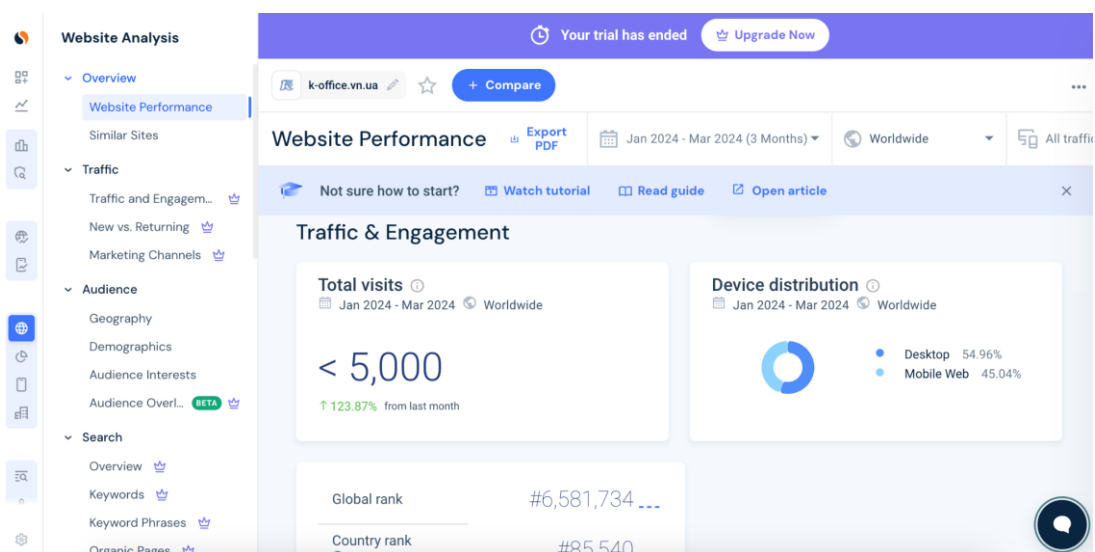 Website Analysis
Your trial has ended
Upgrade Now
Overview
Website Performance
Similar Sites
Traffic
Traffic and Engagem...
New vs. Returning
Marketing Channels
Audience
Geography
Demographics
Audience Interests
Audience Overl... BETA
Search
Overview
Keywords
Keyword Phrases
Organic Pages
k-office.vn.ua
+ Compare
Website Performance
Export PDF
Jan 2024 - Mar 2024 (3 Months)
Worldwide
All traffic
Not sure how to start?
Watch tutorial
Read guide
Open article
Traffic & Engagement
Total visits
Jan 2024 - Mar 2024 Worldwide
< 5,000
↑ 123.87% from last month
Device distribution
Jan 2024 - Mar 2024 Worldwide
Desktop 54.96%
Mobile Web 45.04%
Global rank #6,581,734
Country rank #85,540